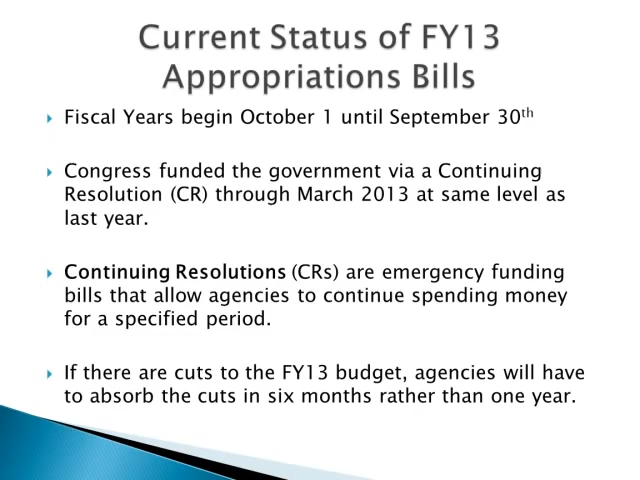 Current Status of FY13
Appropriations Bills
Fiscal Years begin October 1 until September 30th
Congress funded the government via a Continuing
Resolution (CR) through March 2013 at same level as
last year.
Continuing Resolutions (CRs) are emergency funding
bills that allow agencies to continue spending money
for a specified period.
If there are cuts to the FY13 budget, agencies will have
to absorb the cuts in six months rather than one year.